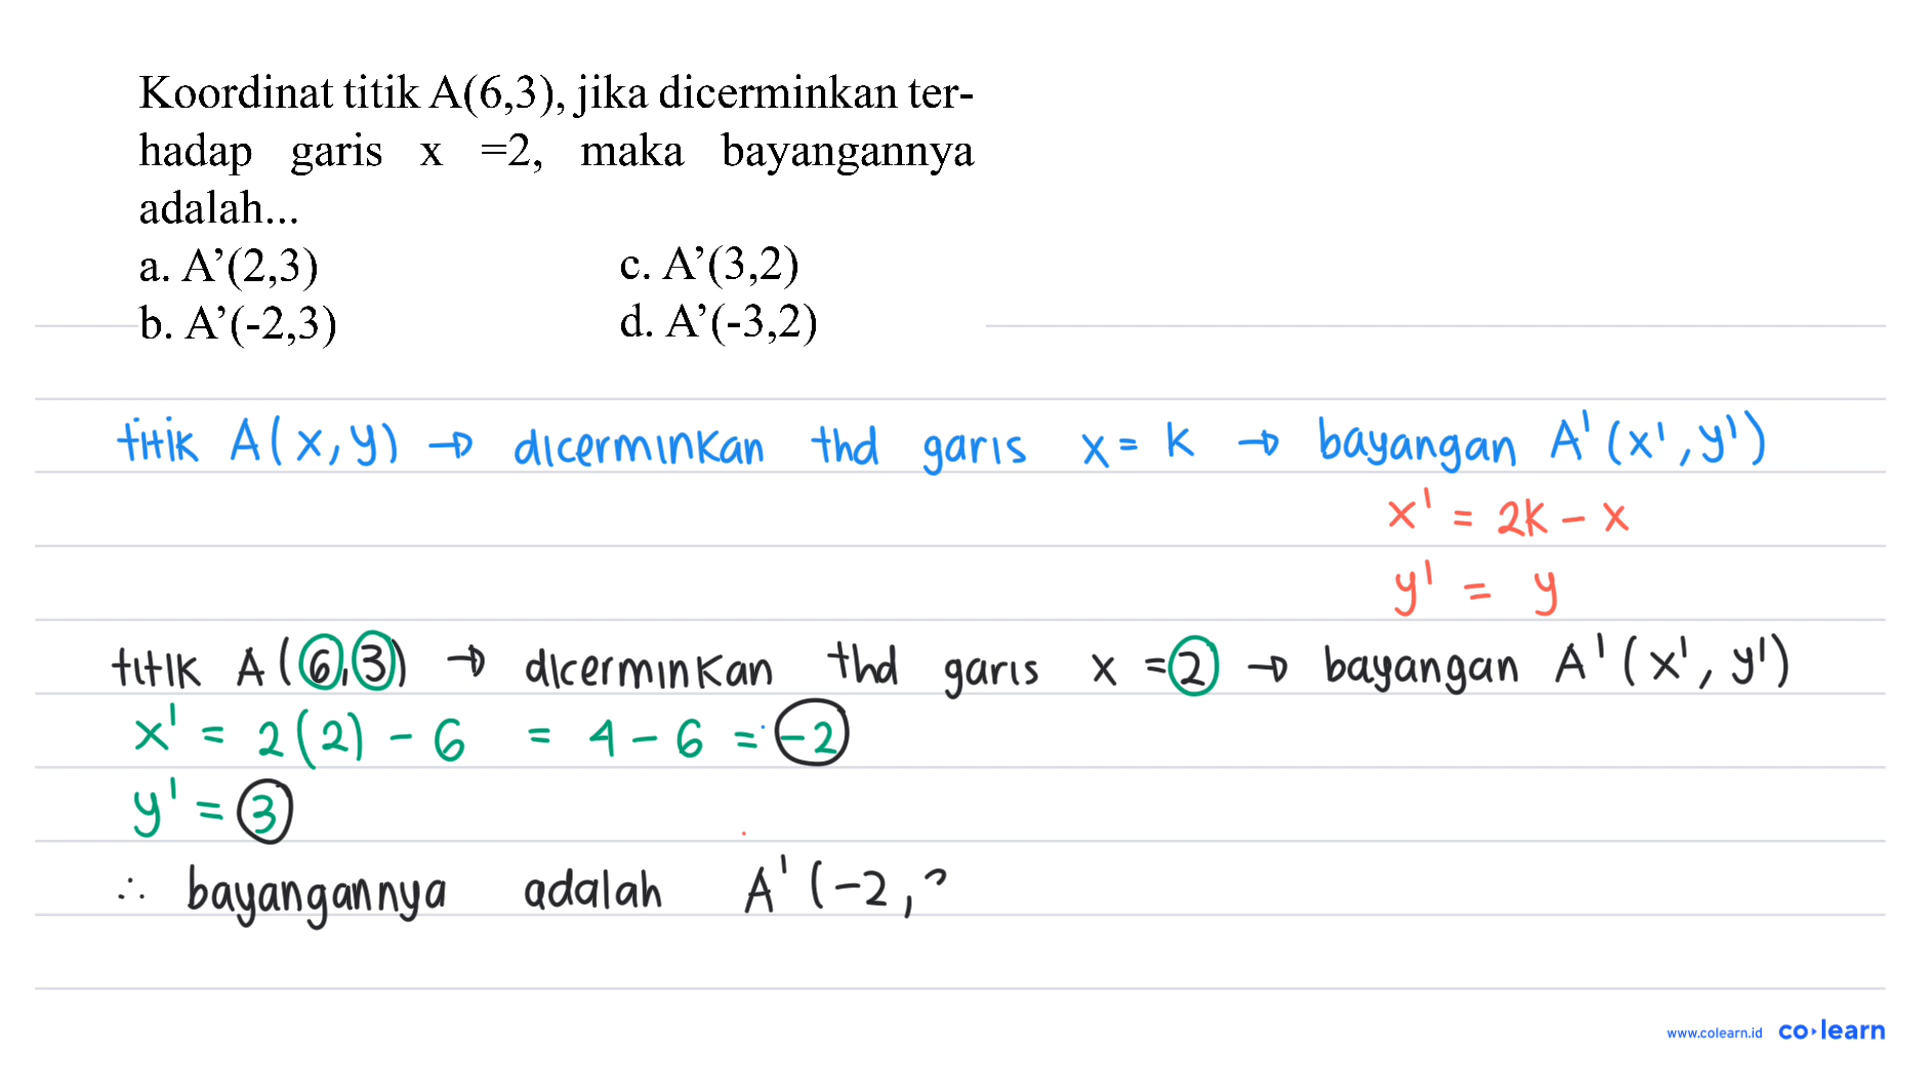 Koordinat titik A(6,3), jika dicerminkan ter-
hadap garis x =2, maka bayangannya
adalah...
a. A’(2,3) c. A’(3,2)
b. A’(-2,3) d. A’(-3,2)
titik A(x,y) → dicerminkan thd garis x = k → bayangan A'(x',y')
x' = 2k - x
y' = y
titik A(6,3) → dicerminkan thd garis x = 2 → bayangan A'(x',y')
x' = 2(2) - 6 = 4 - 6 = -2
y' = 3
∴ bayangannya adalah A'(-2,
www.colearn.id co learn